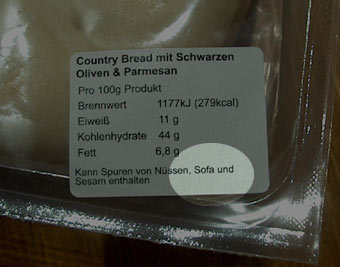 Country Bread mit Schwarzen
Oliven & Parmesan
Pro 100g Produkt
Brennwert 1177kJ (279kcal)
Eiweiß 11 g
Kohlenhydrate 44 g
Fett 6,8 g
Kann Spuren von Nüssen, Sofa und
Sesam enthalten